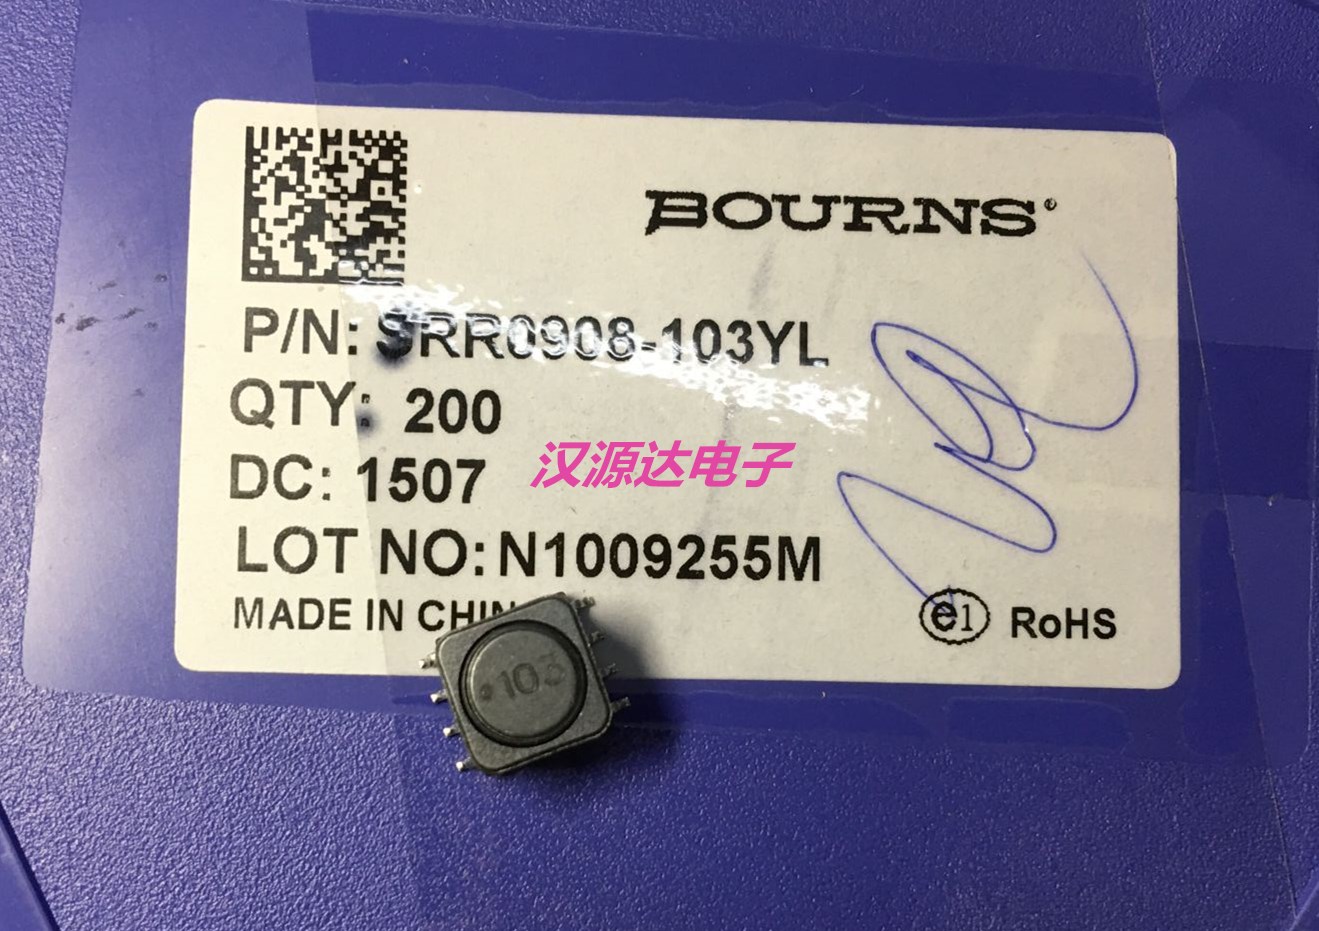 BOURNS®
P/N: SRR0908-103YL
QTY: 200
DC: 1507
汉源达电子
LOT NO: N1009255M
MADE IN CHIN
e1 RoHS
103